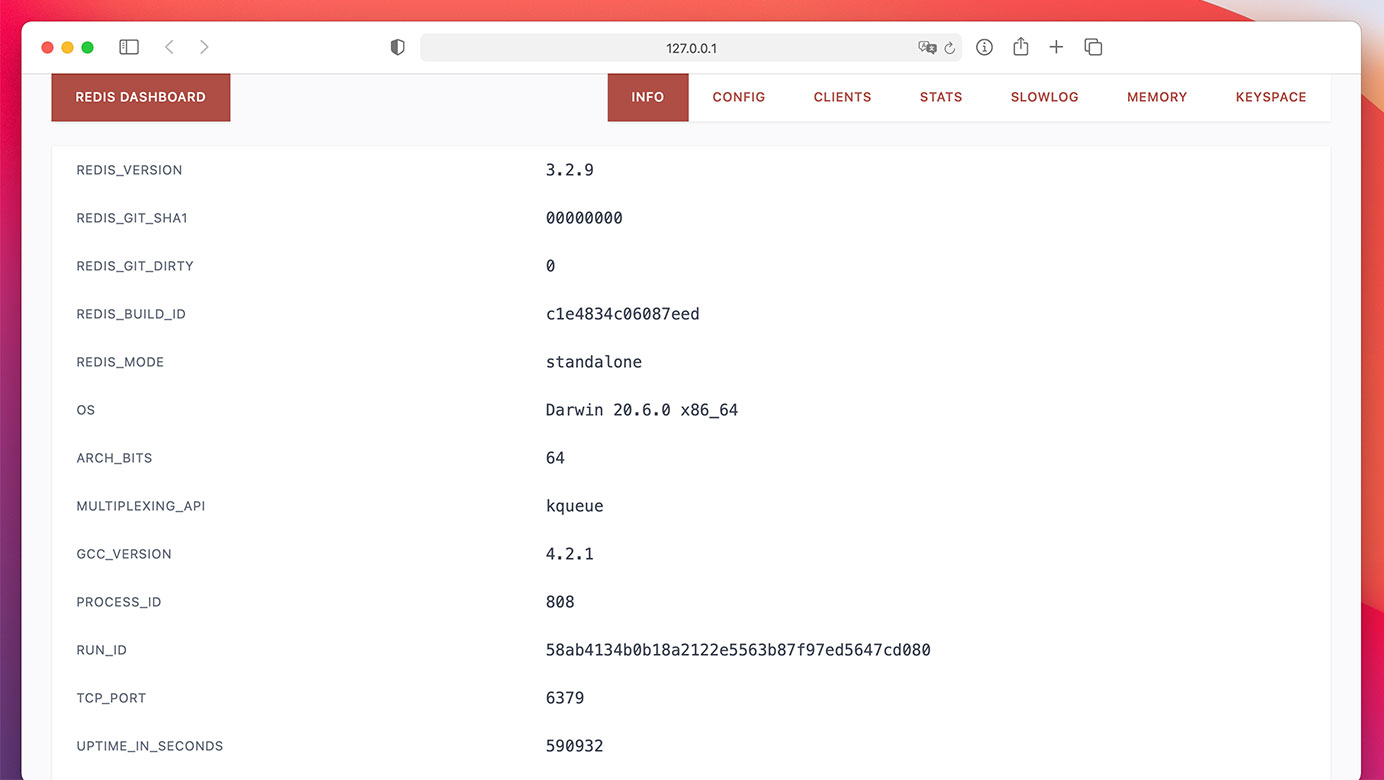 127.0.0.1
REDIS DASHBOARD INFO CONFIG CLIENTS STATS SLOWLOG MEMORY KEYSPACE
REDIS_VERSION 3.2.9
REDIS_GIT_SHA1 00000000
REDIS_GIT_DIRTY 0
REDIS_BUILD_ID c1e4834c06087eed
REDIS_MODE standalone
OS Darwin 20.6.0 x86_64
ARCH_BITS 64
MULTIPLEXING_API kqueue
GCC_VERSION 4.2.1
PROCESS_ID 808
RUN_ID 58ab4134b0b18a2122e5563b87f97ed5647cd080
TCP_PORT 6379
UPTIME_IN_SECONDS 590932